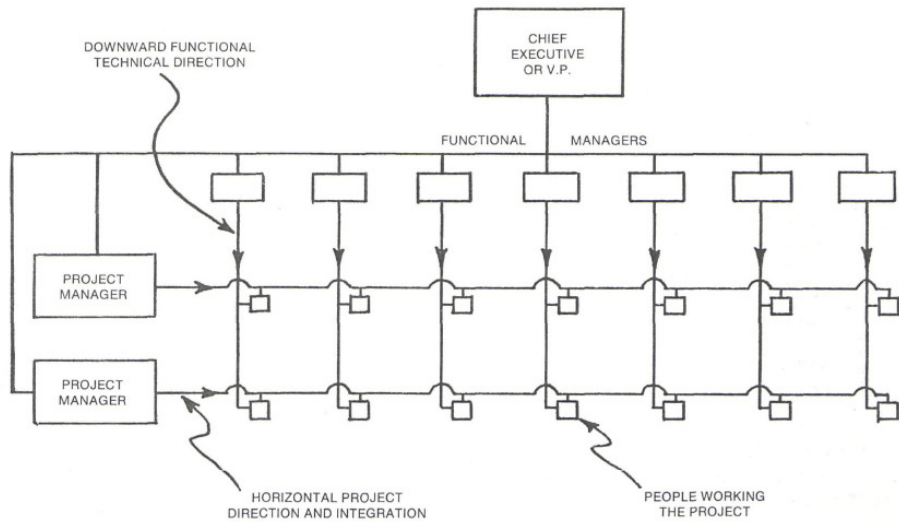 CHIEF
EXECUTIVE
OR V.P.
DOWNWARD FUNCTIONAL
TECHNICAL DIRECTION
FUNCTIONAL MANAGERS
PROJECT
MANAGER
PROJECT
MANAGER
HORIZONTAL PROJECT
DIRECTION AND INTEGRATION
PEOPLE WORKING
THE PROJECT